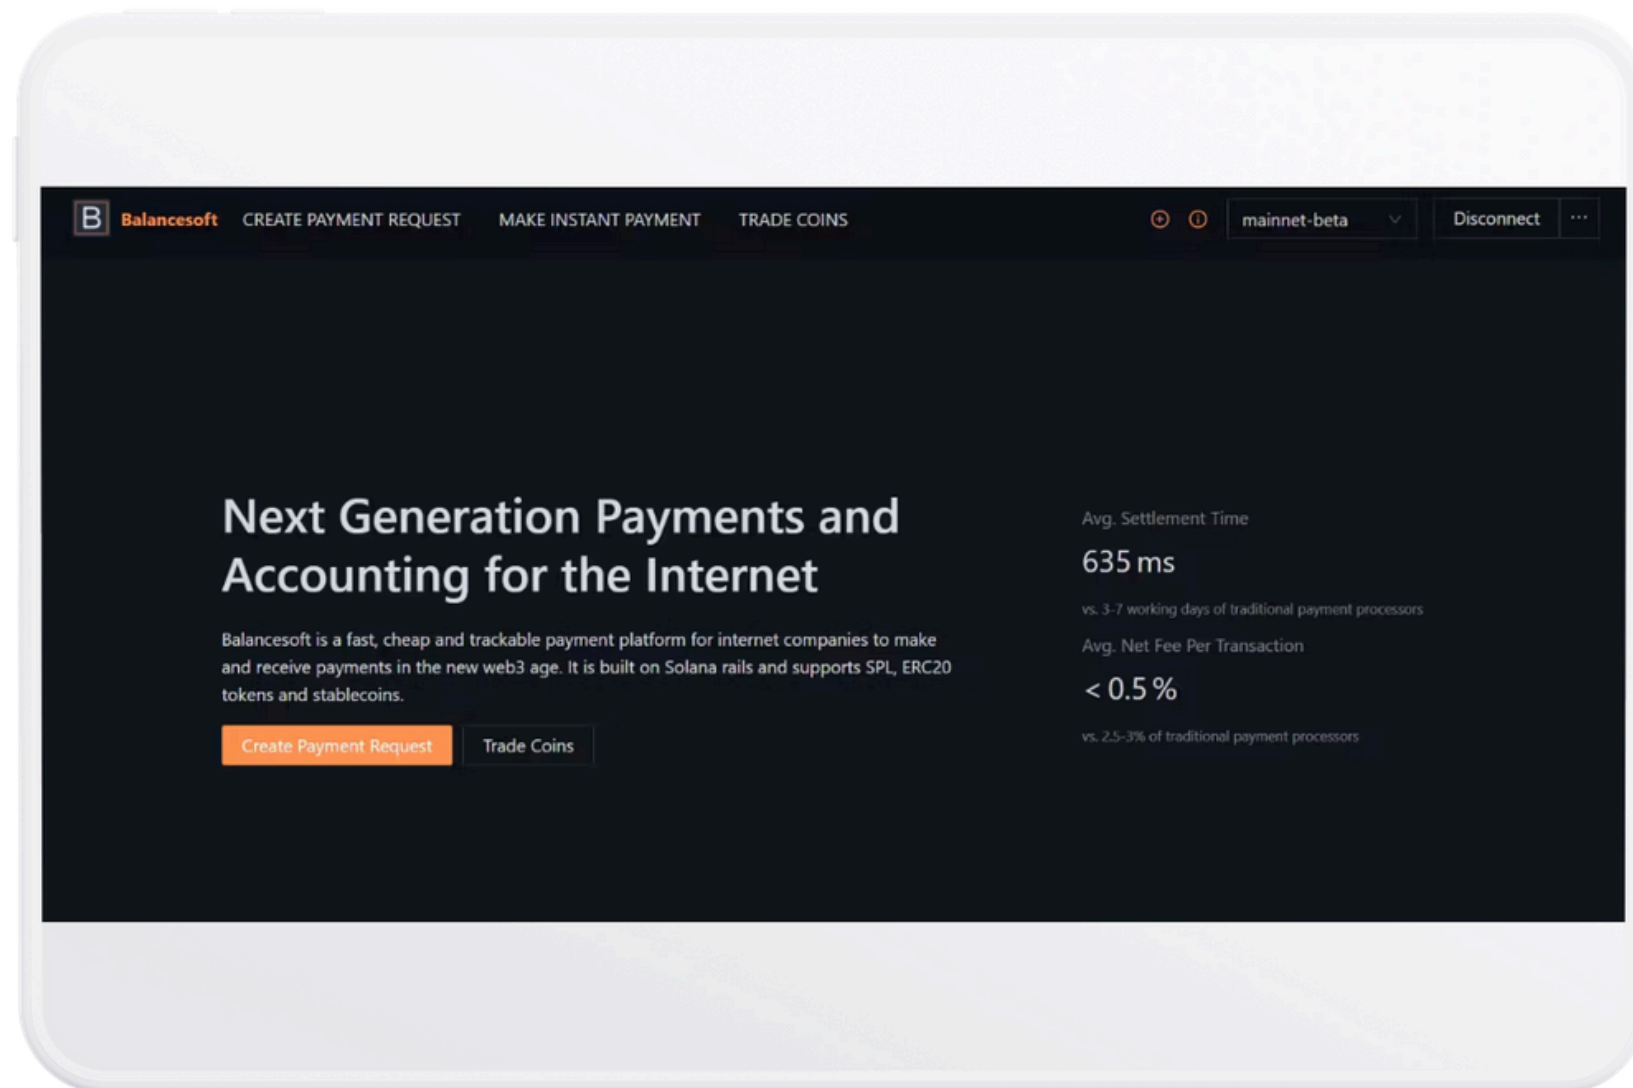 B Balancesoft CREATE PAYMENT REQUEST MAKE INSTANT PAYMENT TRADE COINS mainnet-beta Disconnect ...
Next Generation Payments and
Accounting for the Internet
Balancesoft is a fast, cheap and trackable payment platform for internet companies to make
and receive payments in the new web3 age. It is built on Solana rails and supports SPL, ERC20
tokens and stablecoins.
Create Payment Request Trade Coins
Avg. Settlement Time
635 ms
vs. 3-7 working days of traditional payment processors
Avg. Net Fee Per Transaction
< 0.5 %
vs. 2.5-3% of traditional payment processors